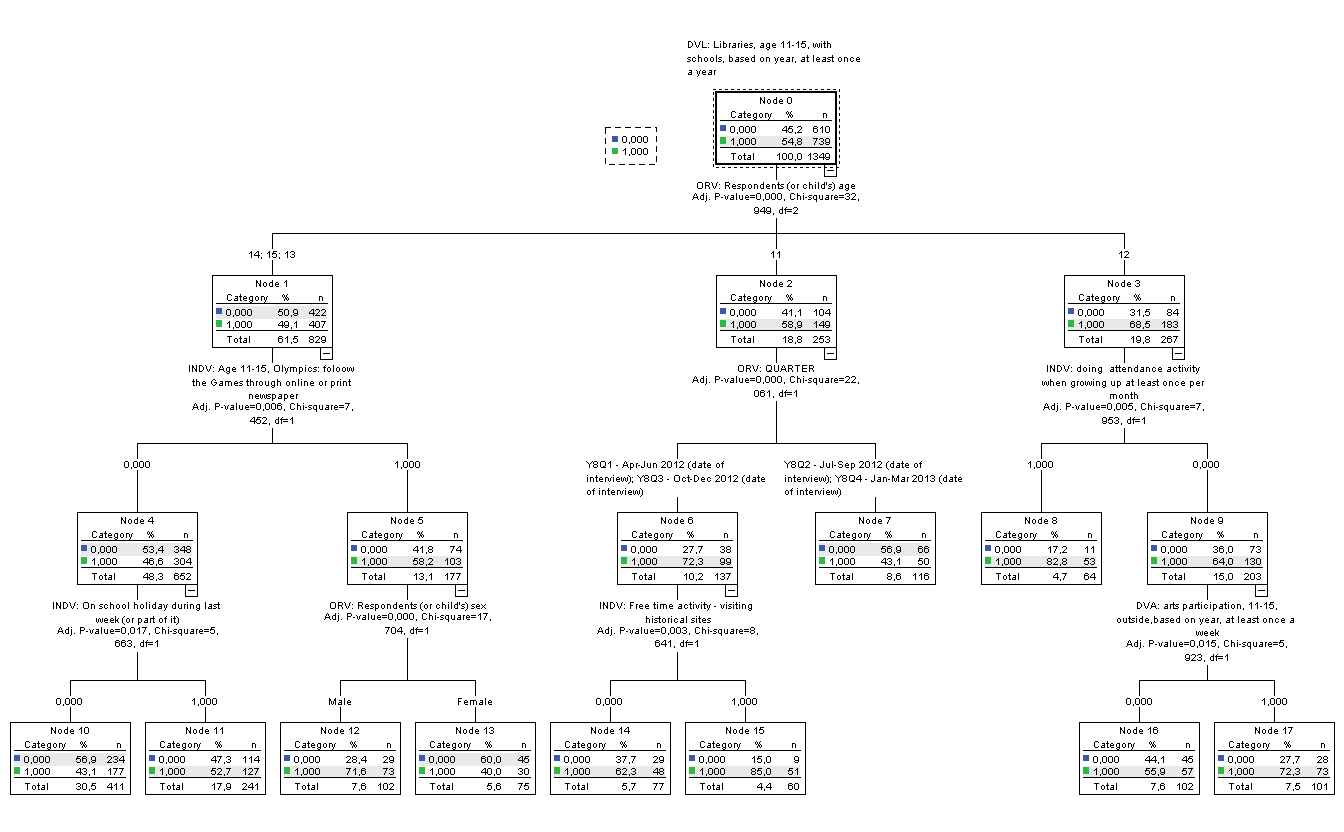 DVL: Libraries, age 11-15, with
schools, based on year, at least once
a year
Node 0
Category % n
0,000 45,2 610
1,000 54,8 739
Total 100,0 1349
0,000
1,000
ORV: Respondents (or child's) age
Adj. P-value=0,000, Chi-square=32,
949, df=2
14; 15; 13
11
12
Node 1
Category % n
0,000 50,9 422
1,000 49,1 407
Total 61,5 829
Node 2
Category % n
0,000 41,1 104
1,000 58,9 149
Total 18,8 253
Node 3
Category % n
0,000 31,5 84
1,000 68,5 183
Total 19,8 267
INDV: Age 11-15, Olympics: foloow
the Games through online or print
newspaper
Adj. P-value=0,006, Chi-square=7,
452, df=1
ORV: QUARTER
Adj. P-value=0,000, Chi-square=22,
061, df=1
INDV: doing attendance activity
when growing up at least once per
month
Adj. P-value=0,005, Chi-square=7,
953, df=1
0,000
1,000
Y8Q1 - Apr-Jun 2012 (date of
interview); Y8Q3 - Oct-Dec 2012 (date
of interview)
Y8Q2 - Jul-Sep 2012 (date of
interview); Y8Q4 - Jan-Mar 2013 (date
of interview)
1,000
0,000
Node 4
Category % n
0,000 53,4 348
1,000 46,6 304
Total 48,3 652
Node 5
Category % n
0,000 41,8 74
1,000 58,2 103
Total 13,1 177
Node 6
Category % n
0,000 27,7 38
1,000 72,3 99
Total 10,2 137
Node 7
Category % n
0,000 56,9 66
1,000 43,1 50
Total 8,6 116
Node 8
Category % n
0,000 17,2 11
1,000 82,8 53
Total 4,7 64
Node 9
Category % n
0,000 36,0 73
1,000 64,0 130
Total 15,0 203
INDV: On school holiday during last
week (or part of it)
Adj. P-value=0,017, Chi-square=5,
663, df=1
ORV: Respondents (or child's) sex
Adj. P-value=0,000, Chi-square=17,
704, df=1
INDV: Free time activity - visiting
historical sites
Adj. P-value=0,003, Chi-square=8,
641, df=1
DVA: arts participation, 11-15,
outside,based on year, at least once a
week
Adj. P-value=0,015, Chi-square=5,
923, df=1
0,000
1,000
Male
Female
0,000
1,000
0,000
1,000
Node 10
Category % n
0,000 56,9 234
1,000 43,1 177
Total 30,5 411
Node 11
Category % n
0,000 47,3 114
1,000 52,7 127
Total 17,9 241
Node 12
Category % n
0,000 28,4 29
1,000 71,6 73
Total 7,6 102
Node 13
Category % n
0,000 60,0 45
1,000 40,0 30
Total 5,6 75
Node 14
Category % n
0,000 37,7 29
1,000 62,3 48
Total 5,7 77
Node 15
Category % n
0,000 15,0 9
1,000 85,0 51
Total 4,4 60
Node 16
Category % n
0,000 44,1 45
1,000 55,9 57
Total 7,6 102
Node 17
Category % n
0,000 27,7 28
1,000 72,3 73
Total 7,5 101